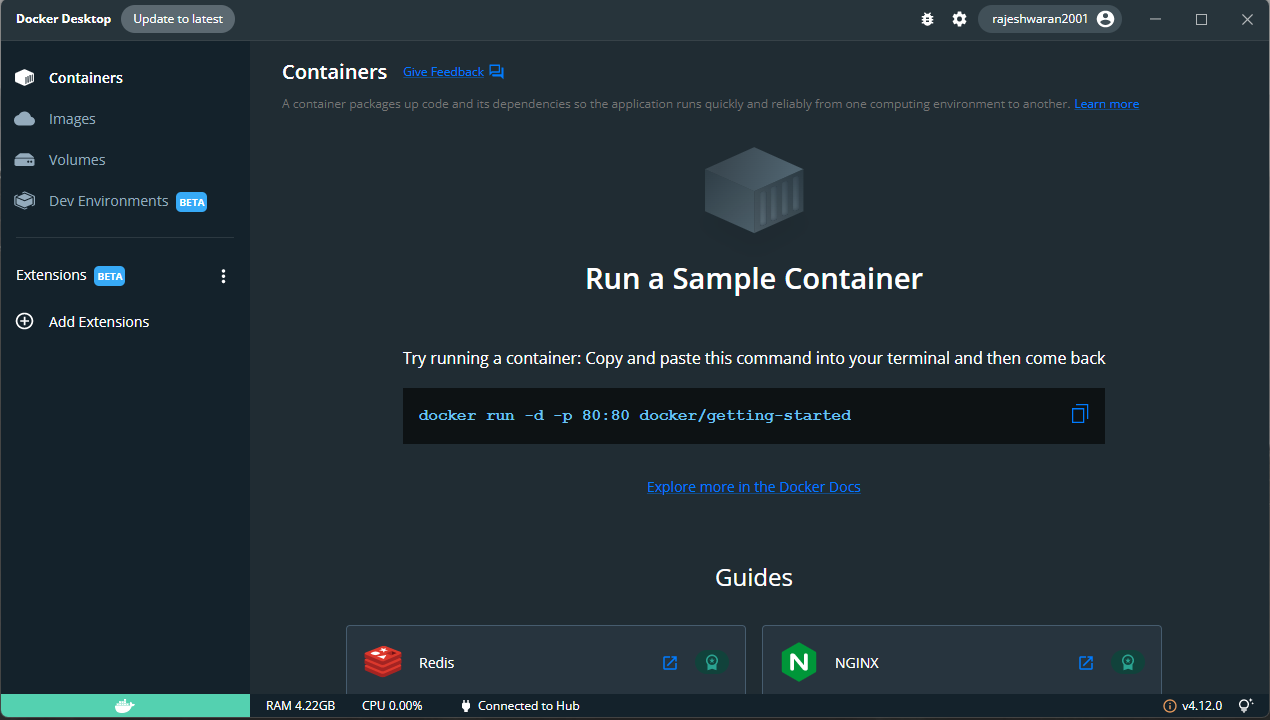 Docker Desktop Update to latest rajeshwaran2001
Containers
Images
Volumes
Dev Environments BETA
Extensions BETA
Add Extensions
Containers Give Feedback
A container packages up code and its dependencies so the application runs quickly and reliably from one computing environment to another. Learn more
Run a Sample Container
Try running a container: Copy and paste this command into your terminal and then come back
docker run -d -p 80:80 docker/getting-started
Explore more in the Docker Docs
Guides
Redis
N NGINX
RAM 4.22GB CPU 0.00% Connected to Hub v4.12.0